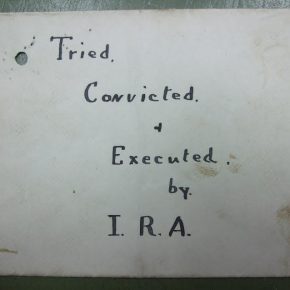 Tried.
Convicted.
+
Executed.
by.
I. R. A.